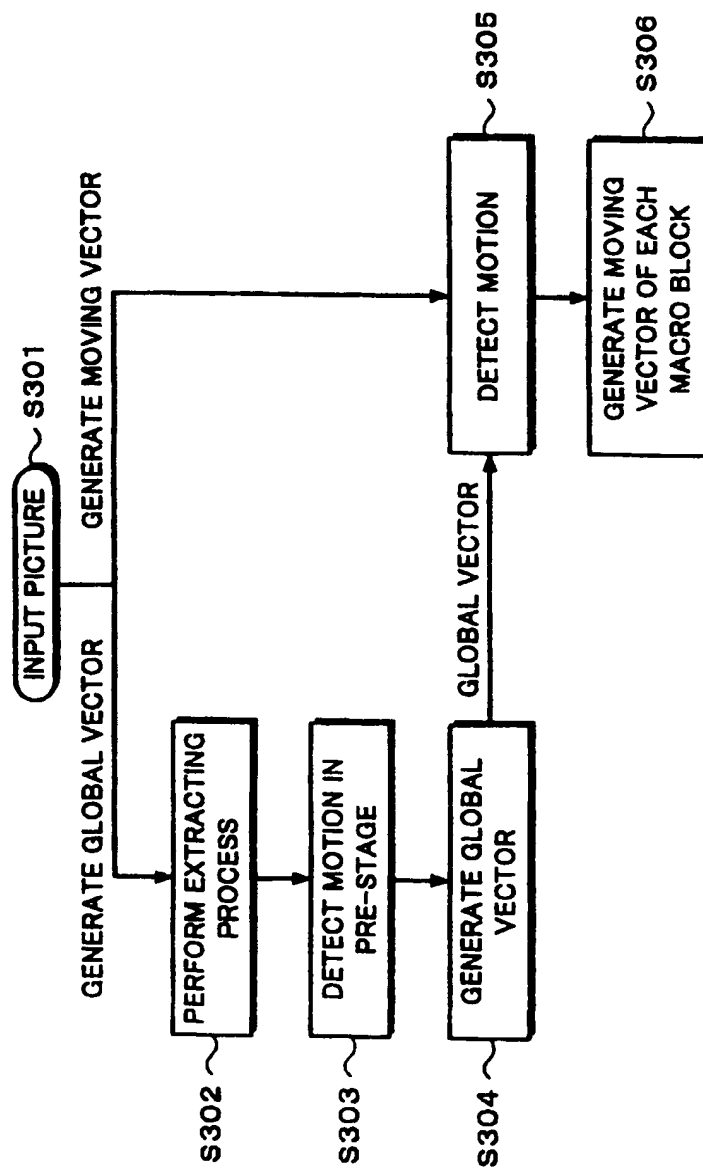 INPUT PICTURE
S301
GENERATE GLOBAL VECTOR
GENERATE MOVING VECTOR
PERFORM EXTRACTING
PROCESS
S302
DETECT MOTION IN
PRE-STAGE
S303
GENERATE GLOBAL
VECTOR
S304
GLOBAL VECTOR
DETECT MOTION
S305
GENERATE MOVING
VECTOR OF EACH
MACRO BLOCK
S306